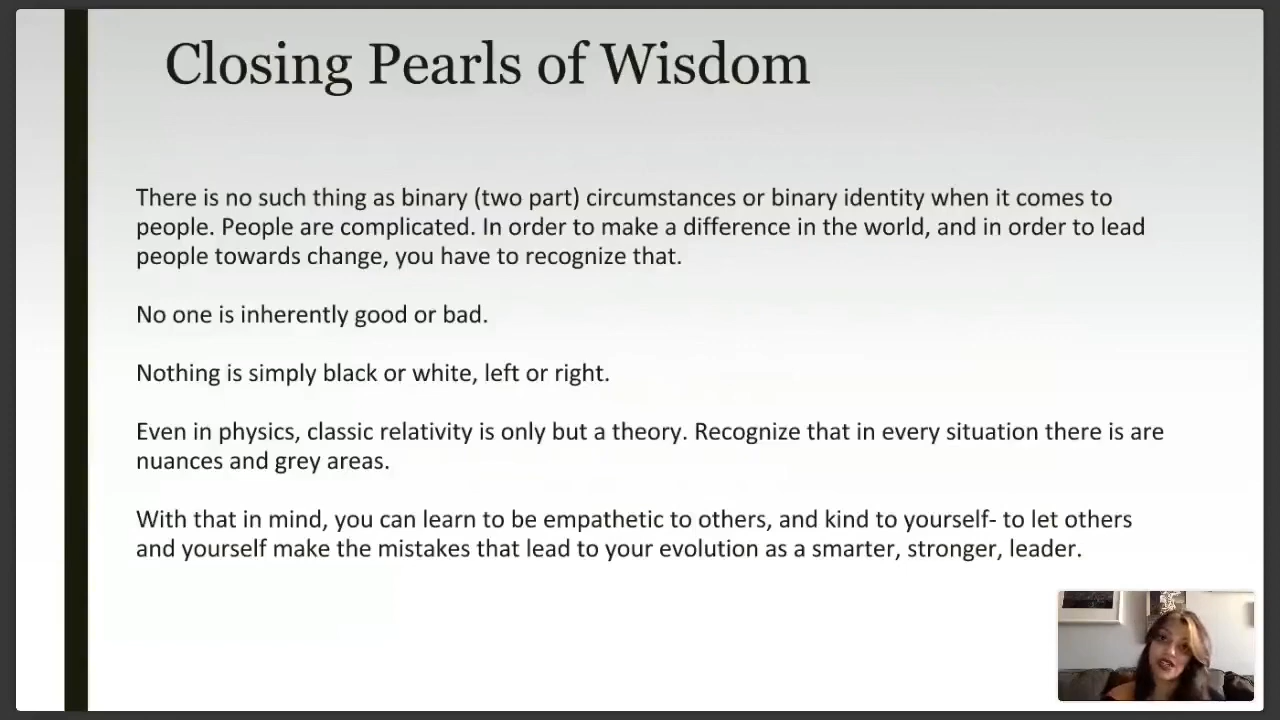 Closing Pearls of Wisdom
There is no such thing as binary (two part) circumstances or binary identity when it comes to
people. People are complicated. In order to make a difference in the world, and in order to lead
people towards change, you have to recognize that.
No one is inherently good or bad.
Nothing is simply black or white, left or right.
Even in physics, classic relativity is only but a theory. Recognize that in every situation there is are
nuances and grey areas.
With that in mind, you can learn to be empathetic to others, and kind to yourself- to let others
and yourself make the mistakes that lead to your evolution as a smarter, stronger, leader.